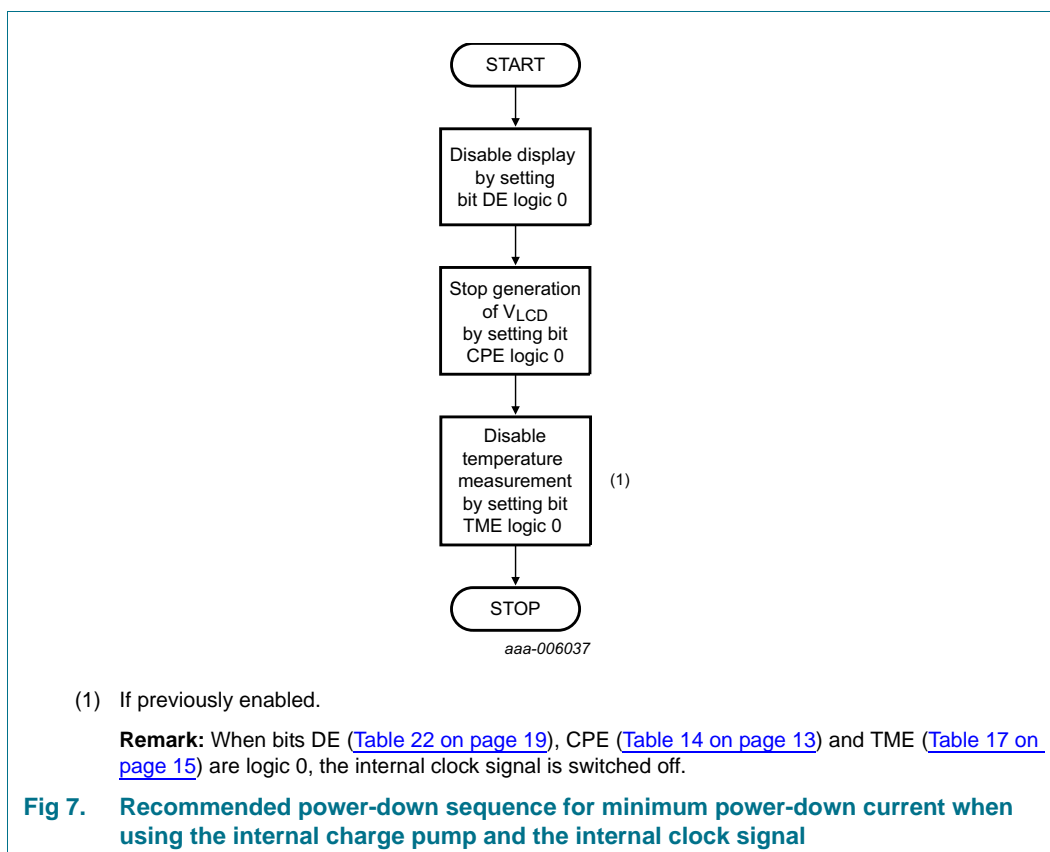 START
Disable display
by setting
bit DE logic 0
Stop generation
of VLCD
by setting bit
CPE logic 0
Disable
temperature
measurement
by setting bit
TME logic 0
(1)
STOP
aaa-006037
(1) If previously enabled.
Remark: When bits DE (Table 22 on page 19), CPE (Table 14 on page 13) and TME (Table 17 on
page 15) are logic 0, the internal clock signal is switched off.
Fig 7. Recommended power-down sequence for minimum power-down current when
using the internal charge pump and the internal clock signal